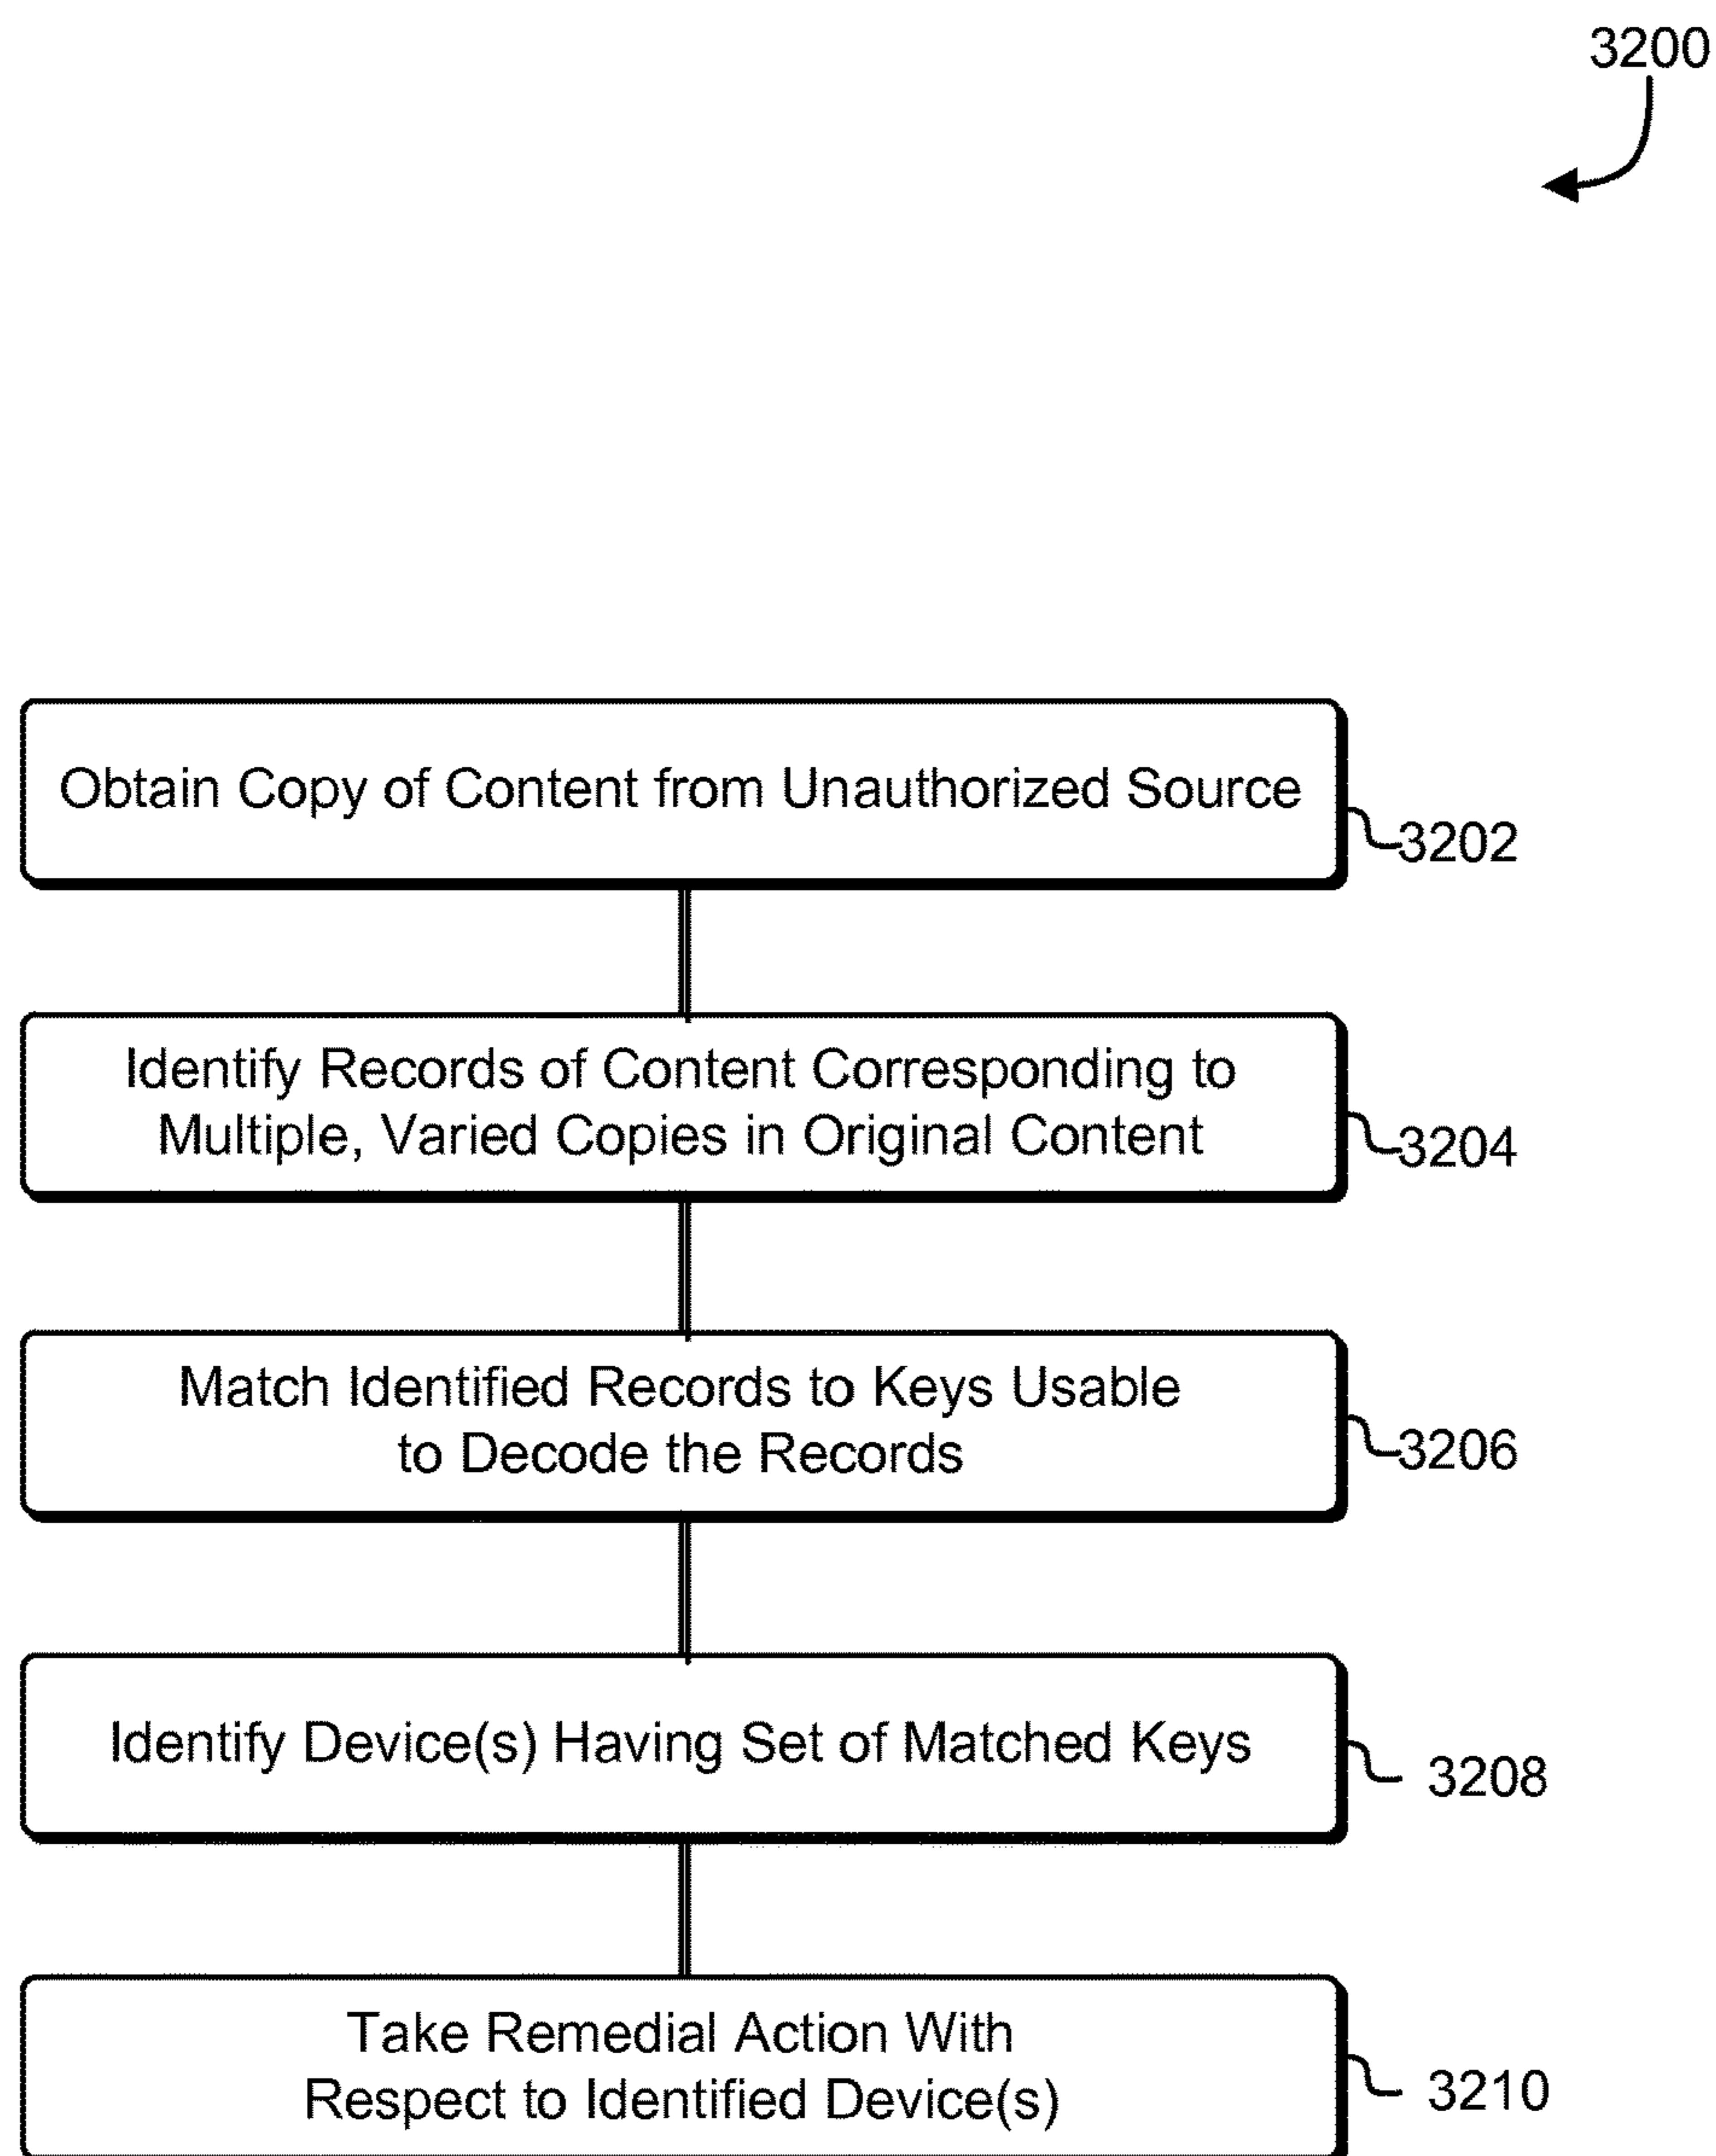 3200
Obtain Copy of Content from Unauthorized Source
3202
Identify Records of Content Corresponding to
Multiple, Varied Copies in Original Content
3204
Match Identified Records to Keys Usable
to Decode the Records
3206
Identify Device(s) Having Set of Matched Keys
3208
Take Remedial Action With
Respect to Identified Device(s)
3210